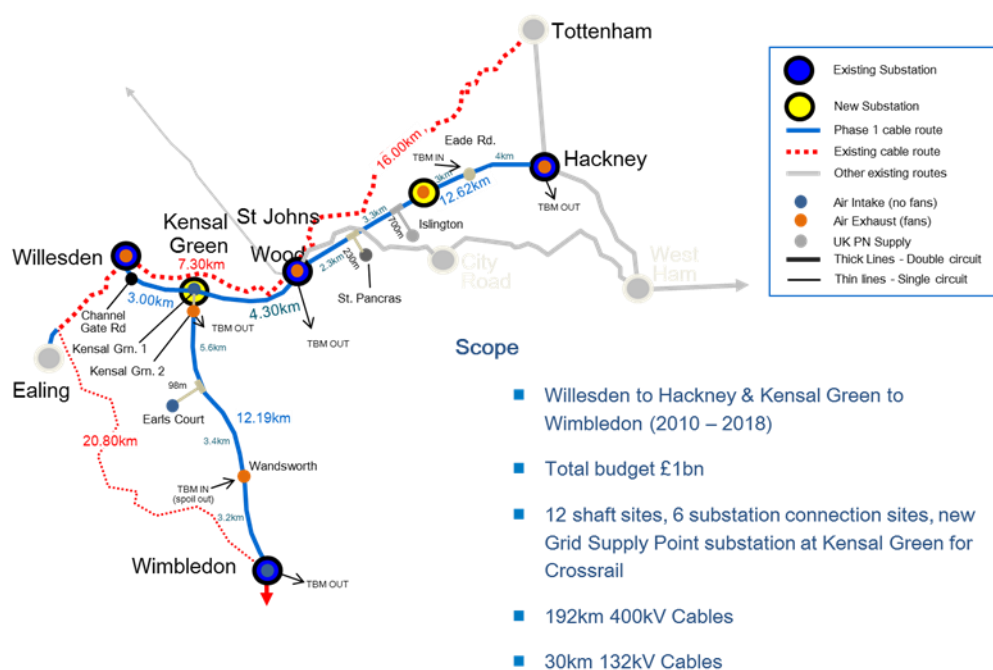 Tottenham
Existing Substation
New Substation
Phase 1 cable route
Existing cable route
Other existing routes
Air Intake (no fans)
Air Exhaust (fans)
UK PN Supply
Thick Lines - Double circuit
Thin lines - Single circuit
16.00km
Eade Rd.
TBM IN
4km
Hackney
3km
12.62km
TBM OUT
3.3km
Islington
700m
St Johns
Wood
Kensal
Green
7.30km
Willesden
2.3km
230m
St. Pancras
City
Road
West
Ham
3.00km
4.30km
Channel
Gate Rd
TBM OUT
TBM OUT
Kensal Grn. 1
Kensal Grn. 2
5.6km
Ealing
98m
Earls Court
12.19km
3.4km
20.80km
Wandsworth
TBM IN
(spoil out)
3.2km
Wimbledon
TBM OUT
Scope
Willesden to Hackney & Kensal Green to
Wimbledon (2010 – 2018)
Total budget £1bn
12 shaft sites, 6 substation connection sites, new
Grid Supply Point substation at Kensal Green for
Crossrail
192km 400kV Cables
30km 132kV Cables